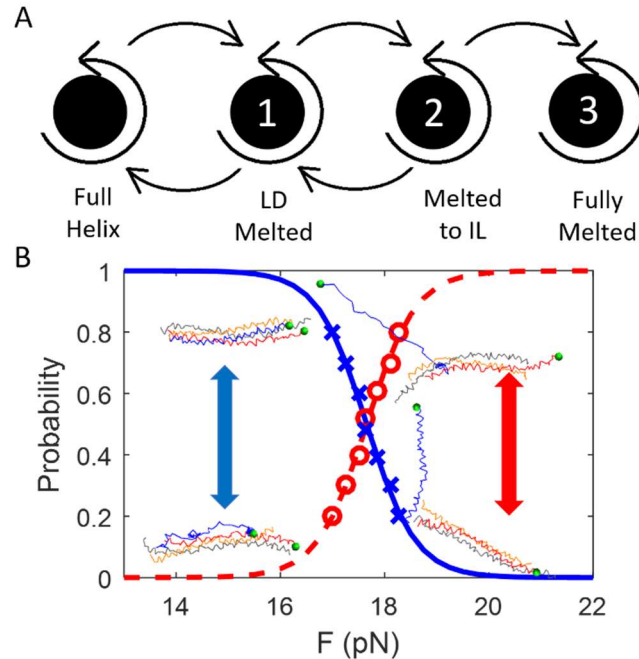 A
1 2 3
Full LD Melted Fully
Helix Melted to IL Melted
B
1
0.8
0.6
0.4
0.2
0
Probability
14 16 18 20 22
F (pN)